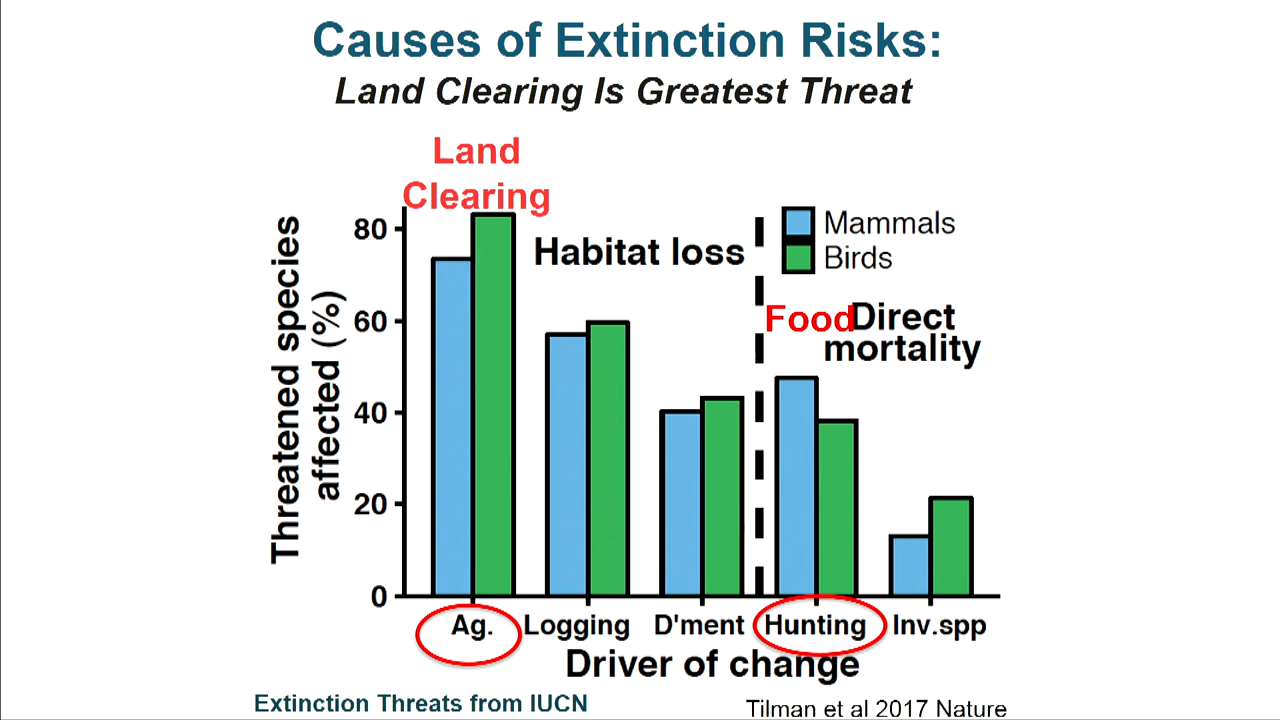 Causes of Extinction Risks:
Land Clearing Is Greatest Threat
Land
Clearing
Threatened species
affected (%)
80
60
40
20
0
Habitat loss
Mammals
Birds
Food
Direct
mortality
Ag.
Logging
D'ment
Hunting
Inv.spp
Driver of change
Extinction Threats from IUCN
Tilman et al 2017 Nature